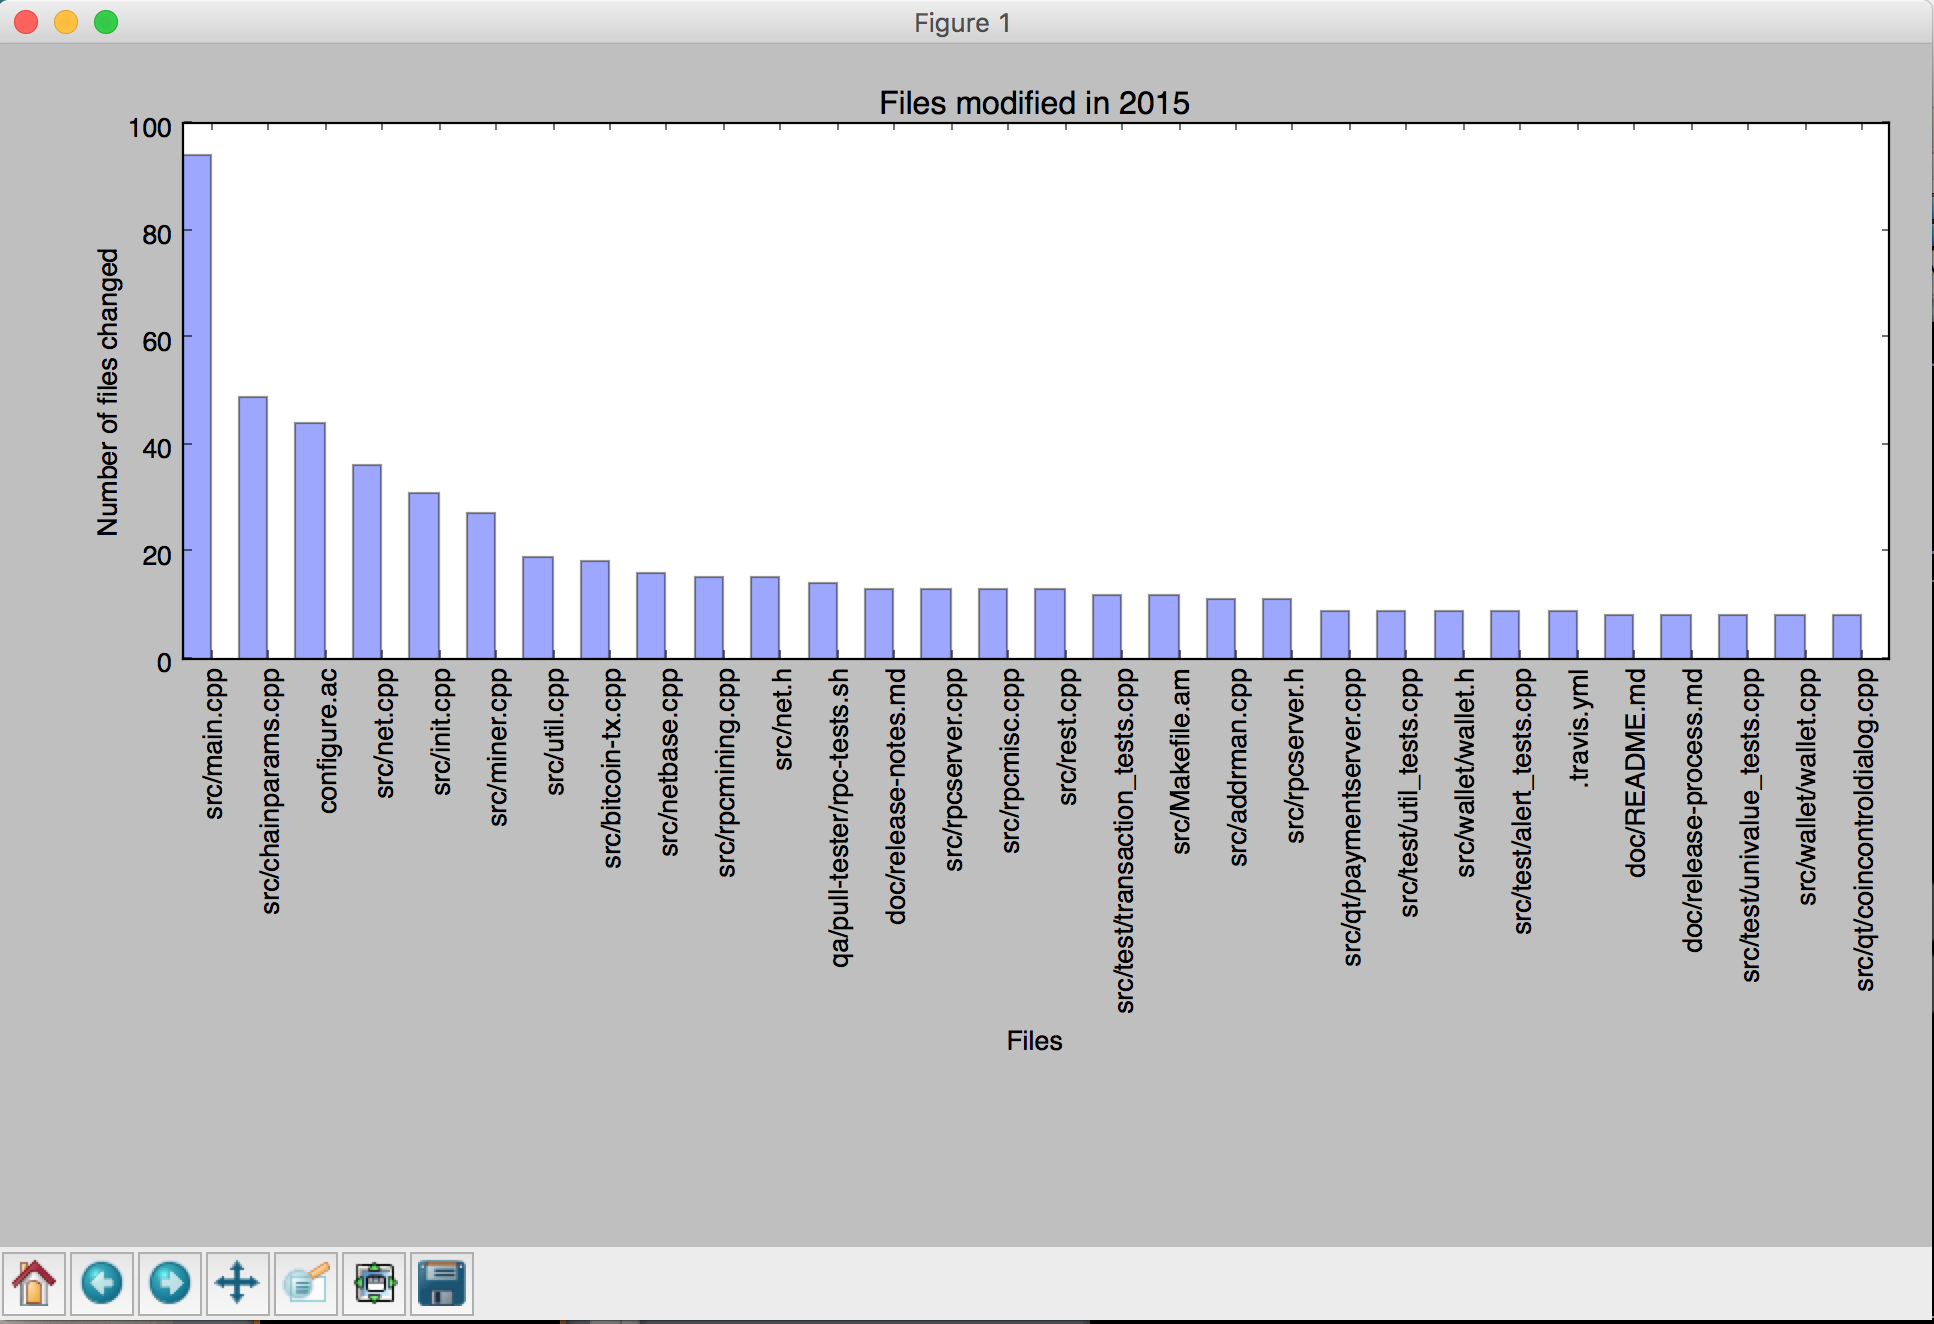 Figure 1
Files modified in 2015
Number of files changed
100
80
60
40
20
0
src/main.cpp
src/chainparams.cpp
configure.ac
src/net.cpp
src/init.cpp
src/miner.cpp
src/util.cpp
src/bitcoin-tx.cpp
src/netbase.cpp
src/rpcmining.cpp
src/net.h
qa/pull-tester/rpc-tests.sh
doc/release-notes.md
src/rpcserver.cpp
src/rpcmisc.cpp
src/rest.cpp
src/test/transaction_tests.cpp
src/Makefile.am
src/addrman.cpp
src/rpcserver.h
src/qt/paymentserver.cpp
src/test/util_tests.cpp
src/wallet/wallet.h
src/test/alert_tests.cpp
.travis.yml
doc/README.md
doc/release-process.md
src/test/univalue_tests.cpp
src/wallet/wallet.cpp
src/qt/coincontroldialog.cpp
Files